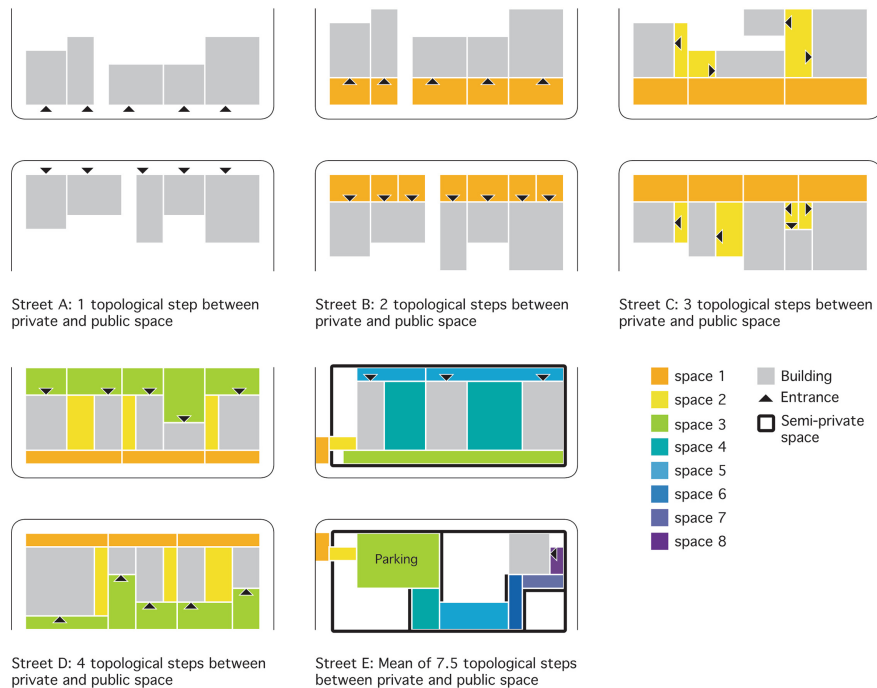 Street A: 1 topological step between
private and public space
Street B: 2 topological steps between
private and public space
Street C: 3 topological steps between
private and public space
space 1
space 2
space 3
space 4
space 5
space 6
space 7
space 8
Building
Entrance
Semi-private
space
Parking
Street D: 4 topological steps between
private and public space
Street E: Mean of 7.5 topological steps
between private and public space